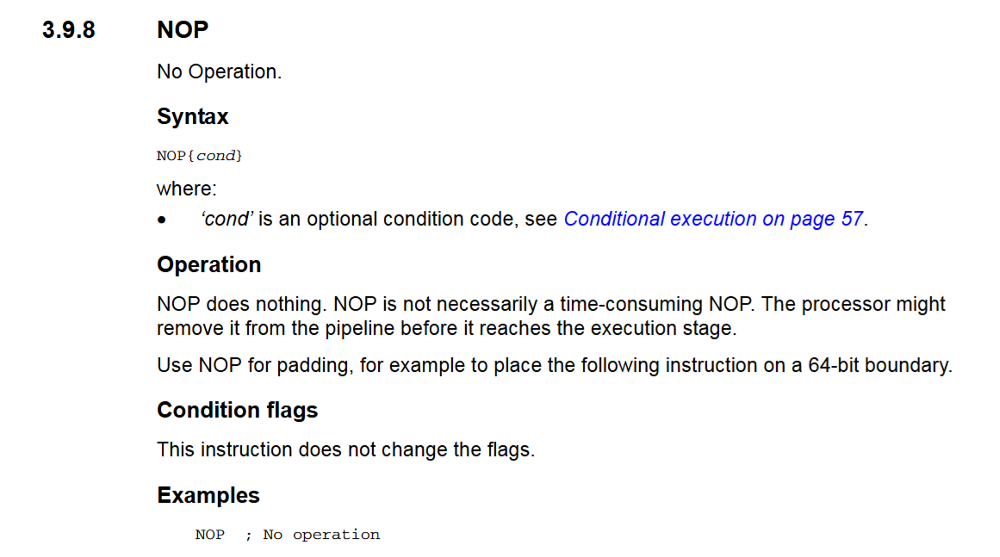 3.9.8 NOP
No Operation.
Syntax
NOP{cond}
where:
• ‘cond’ is an optional condition code, see Conditional execution on page 57.
Operation
NOP does nothing. NOP is not necessarily a time-consuming NOP. The processor might
remove it from the pipeline before it reaches the execution stage.
Use NOP for padding, for example to place the following instruction on a 64-bit boundary.
Condition flags
This instruction does not change the flags.
Examples
NOP ; No operation